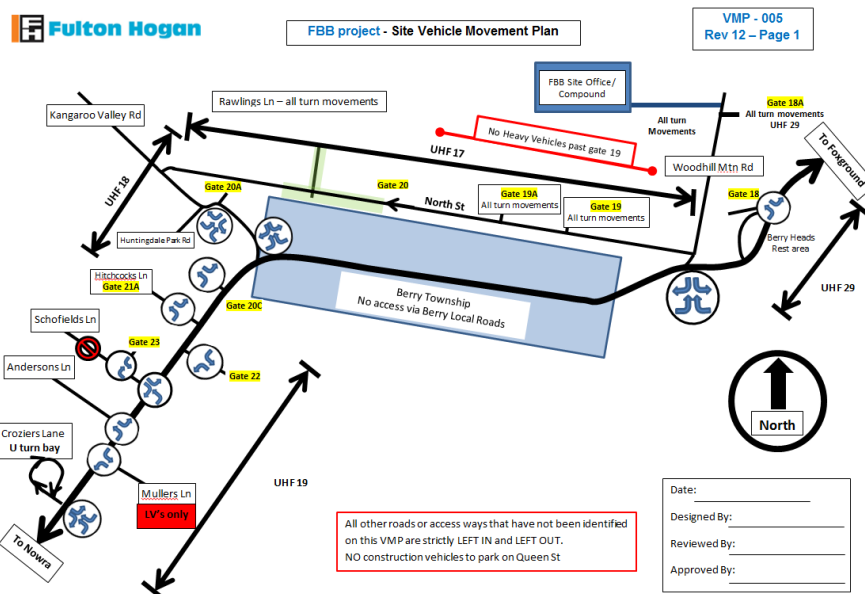 FH Fulton Hogan
FBB project - Site Vehicle Movement Plan
VMP - 005
Rev 12 – Page 1
FBB Site Office/
Compound
Gate 18A
All turn movements
UHF 29
All turn
Movements
Kangaroo Valley Rd
Rawlings Ln – all turn movements
No Heavy Vehicles past gate 19
To Foxground
UHF 17
Woodhill Mtn Rd
UHF 18
Gate 20A
Gate 20
North St
Gate 19A
All turn movements
Gate 19
All turn movements
Gate 18
Huntingdale Park Rd
Berry Heads
Rest area
Hitchcocks Ln
Gate 21A
UHF 29
Berry Township
No access via Berry Local Roads
Gate 20C
Schofields Ln
Gate 23
Andersons Ln
Gate 22
North
Croziers Lane
U turn bay
UHF 19
Mullers Ln
LV's only
To Nowra
All other roads or access ways that have not been identified
on this VMP are strictly LEFT IN and LEFT OUT.
NO construction vehicles to park on Queen St
Date:
Designed By:
Reviewed By:
Approved By: